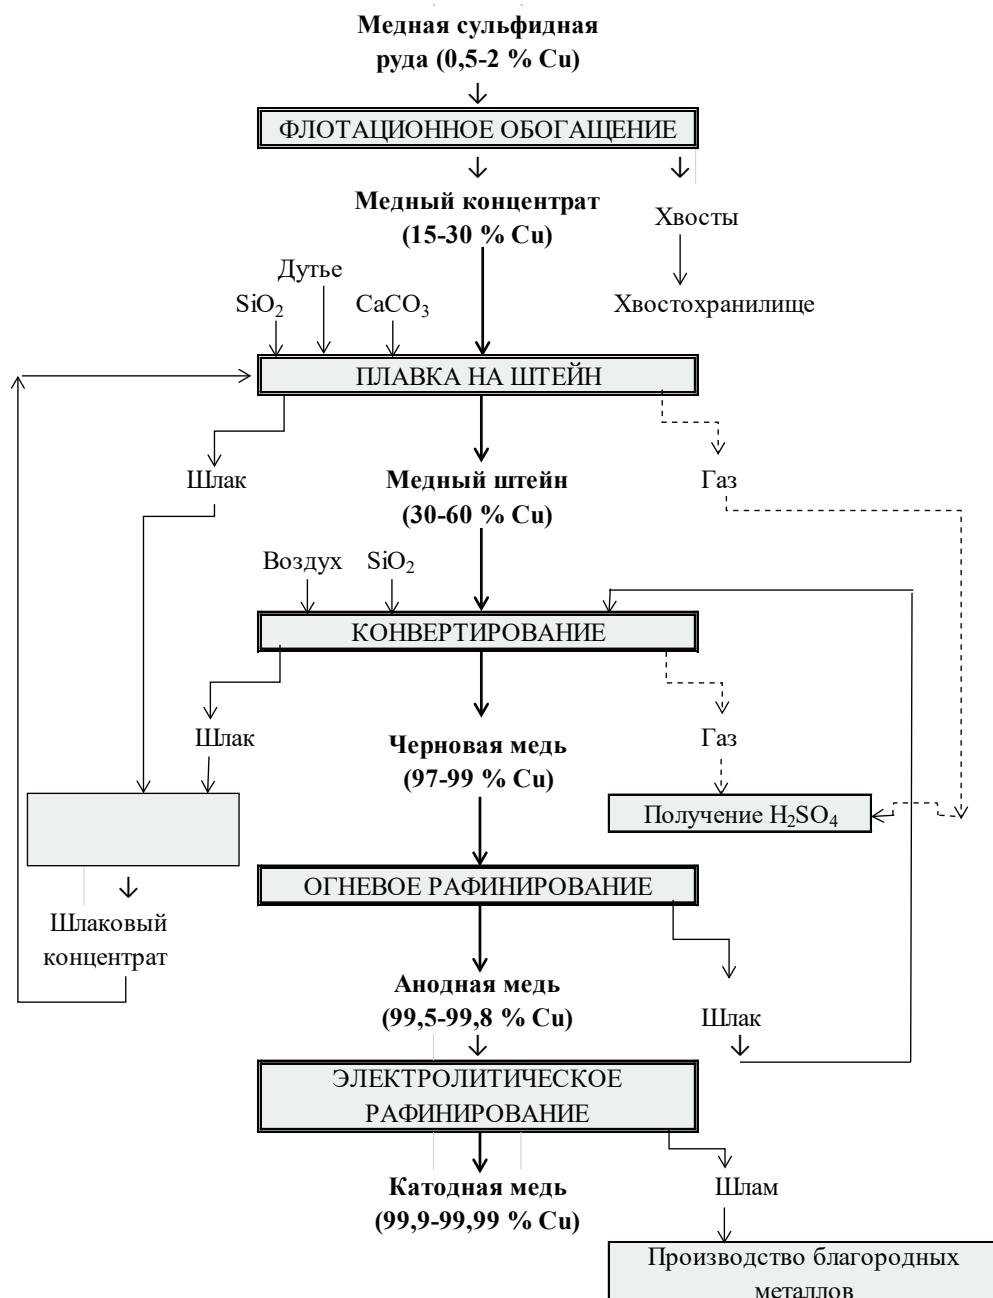 Медная сульфидная
руда (0,5-2 % Cu)
ФЛОТАЦИОННОЕ ОБОГАЩЕНИЕ
Медный концентрат
(15-30 % Cu)
Хвосты
Дутье
SiO₂
CaCO₃
Хвостохранилище
ПЛАВКА НА ШТЕЙН
Шлак
Медный штейн
(30-60 % Cu)
Газ
Воздух
SiO₂
КОНВЕРТИРОВАНИЕ
Шлак
Черновая медь
(97-99 % Cu)
Газ
Получение H₂SO₄
ОГНЕВОЕ РАФИНИРОВАНИЕ
Шлаковый
концентрат
Анодная медь
(99,5-99,8 % Cu)
Шлак
ЭЛЕКТРОЛИТИЧЕСКОЕ
РАФИНИРОВАНИЕ
Катодная медь
(99,9-99,99 % Cu)
Шлам
Производство благородных
металлов